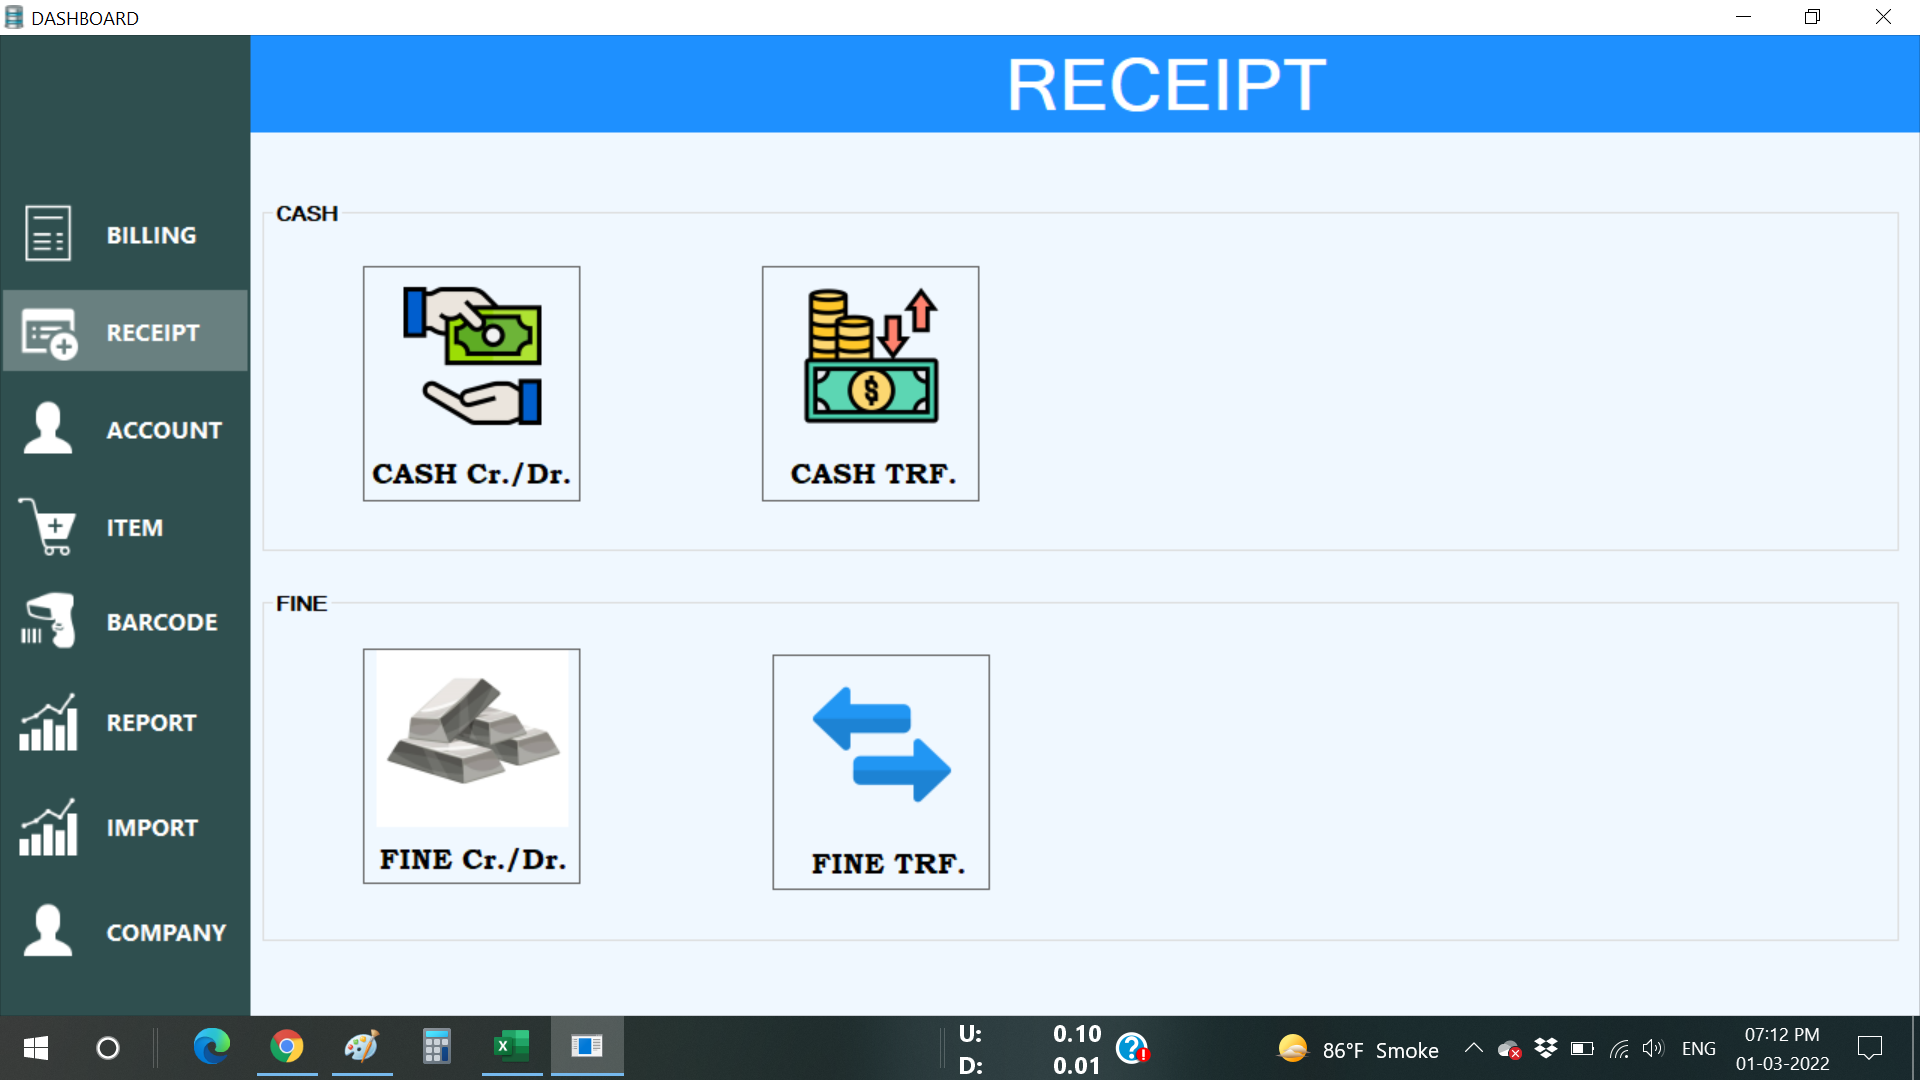 DASHBOARD
RECEIPT
BILLING
RECEIPT
ACCOUNT
ITEM
BARCODE
REPORT
IMPORT
COMPANY
CASH
CASH Cr./Dr.
CASH TRF.
FINE
FINE Cr./Dr.
FINE TRF.
U: 0.10
D: 0.01
86°F Smoke
ENG
07:12 PM
01-03-2022